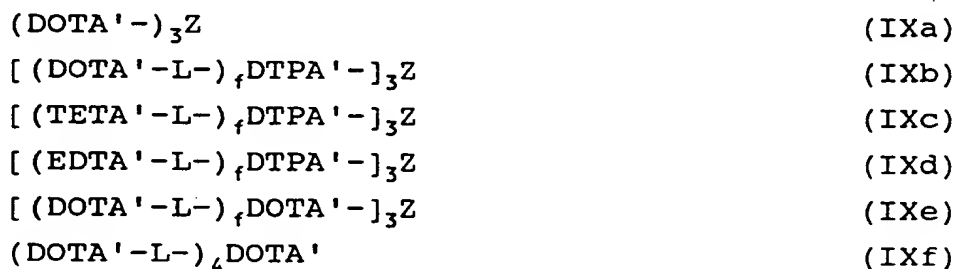 (DOTA'-)₃Z (IXa)
[(DOTA'-L-)fDTPA'-]₃Z (IXb)
[(TETA'-L-)fDTPA'-]₃Z (IXc)
[(EDTA'-L-)fDTPA'-]₃Z (IXd)
[(DOTA'-L-)fDOTA'-]₃Z (IXe)
(DOTA'-L-)₄DOTA' (IXf)